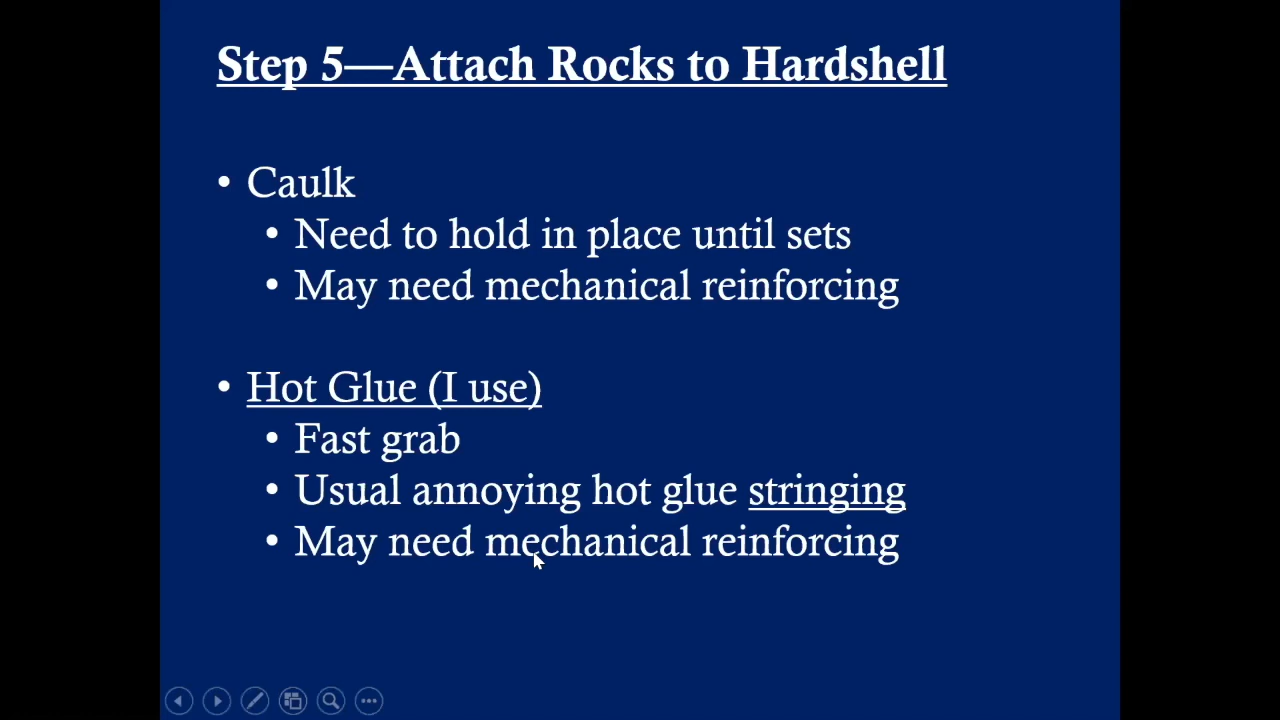 Step 5—Attach Rocks to Hardshell
• Caulk
• Need to hold in place until sets
• May need mechanical reinforcing
• Hot Glue (I use)
• Fast grab
• Usual annoying hot glue stringing
• May need mechanical reinforcing